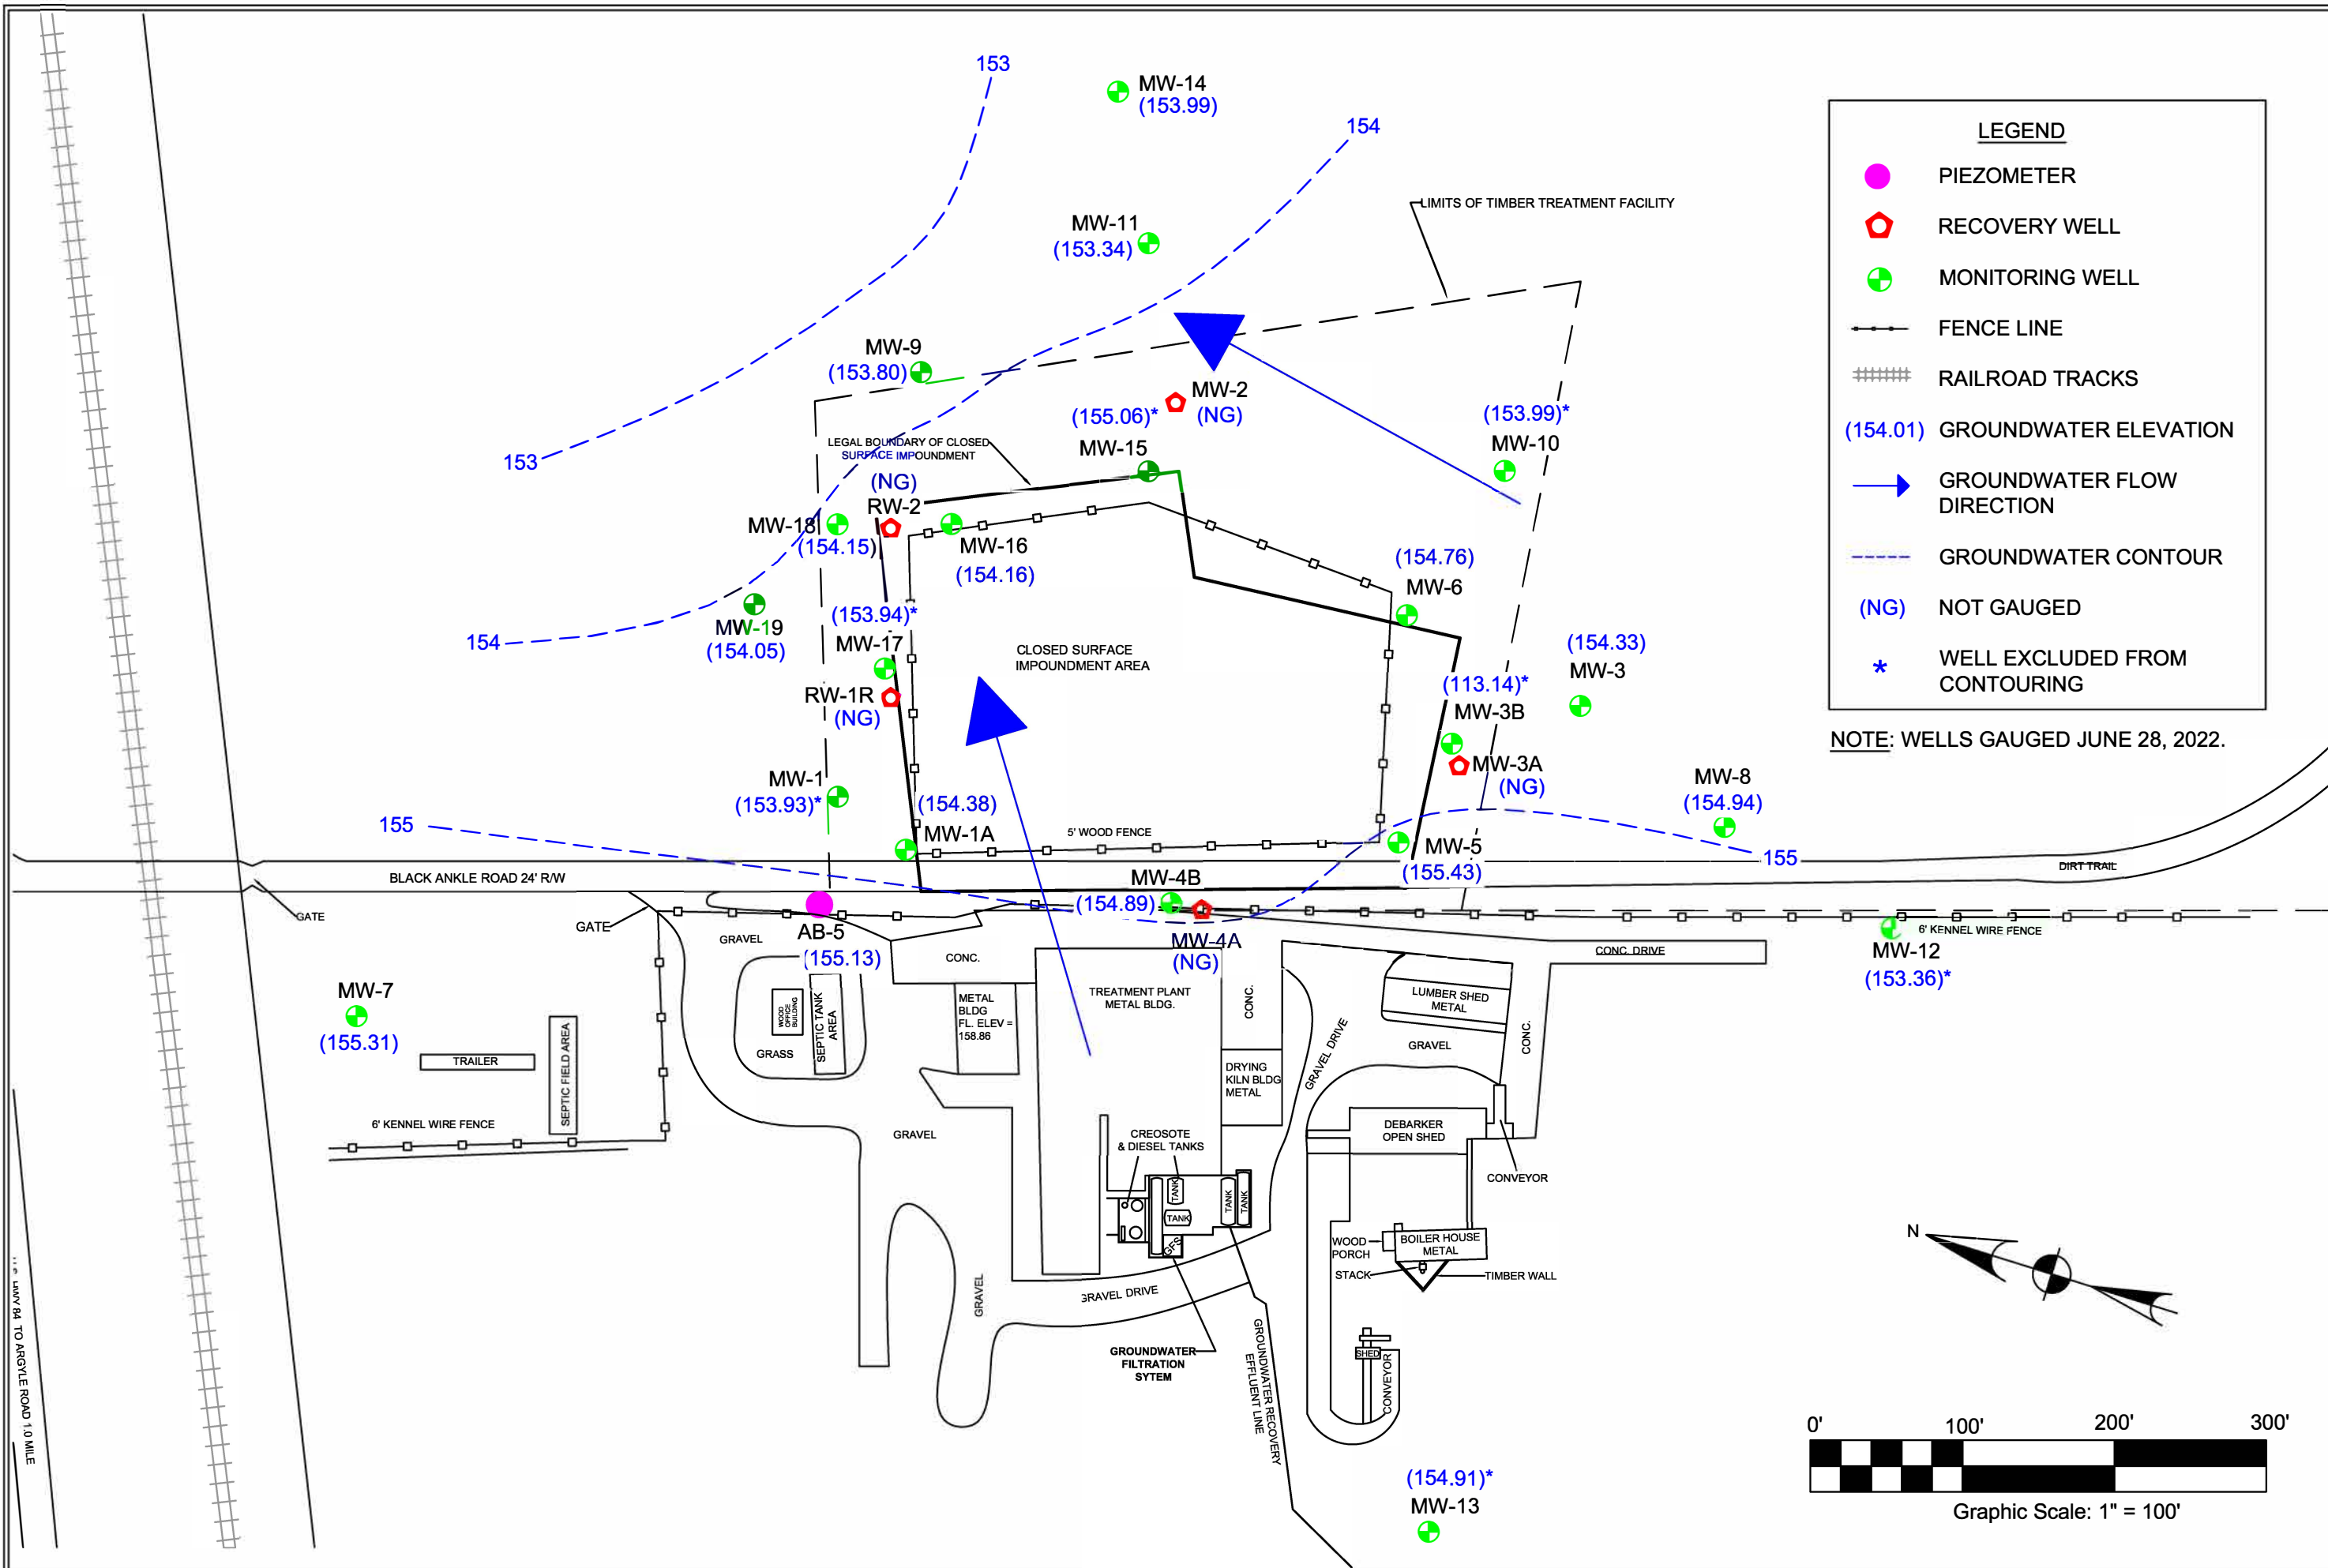 153
MW-14
(153.99)
154
LEGEND
PIEZOMETER
RECOVERY WELL
MONITORING WELL
FENCE LINE
RAILROAD TRACKS
(154.01) GROUNDWATER ELEVATION
GROUNDWATER FLOW
DIRECTION
GROUNDWATER CONTOUR
(NG) NOT GAUGED
* WELL EXCLUDED FROM
CONTOURING
NOTE: WELLS GAUGED JUNE 28, 2022.
LIMITS OF TIMBER TREATMENT FACILITY
MW-11
(153.34)
MW-9
(153.80)
MW-2
(NG)
(155.06)*
MW-15
(153.99)*
MW-10
153
LEGAL BOUNDARY OF CLOSED
SURFACE IMPOUNDMENT
(NG)
RW-2
MW-18
(154.15)
MW-16
(154.16)
(154.76)
MW-6
154
MW-19
(154.05)
(153.94)*
MW-17
RW-1R
(NG)
CLOSED SURFACE
IMPOUNDMENT AREA
(154.33)
MW-3
(113.14)*
MW-3B
MW-3A
(NG)
MW-8
(154.94)
MW-1
(153.93)*
(154.38)
MW-1A
5' WOOD FENCE
MW-5
(155.43)
155
155
DIRT TRAIL
BLACK ANKLE ROAD 24' R/W
MW-4B
(154.89)
MW-4A
(NG)
GATE
GATE
GRAVEL
AB-5
(155.13)
CONC.
6' KENNEL WIRE FENCE
MW-12
(153.36)*
CONC. DRIVE
MW-7
(155.31)
TRAILER
SEPTIC FIELD AREA
6' KENNEL WIRE FENCE
WOOD
OFFICE
BUILDING
SEPTIC TANK
AREA
GRASS
METAL
BLDG
FL. ELEV =
158.86
TREATMENT PLANT
METAL BLDG.
CONC.
DRYING
KILN BLDG
METAL
GRAVEL DRIVE
LUMBER SHED
METAL
GRAVEL
CONC.
DEBARKER
OPEN SHED
CONVEYOR
GRAVEL
CREOSOTE
& DIESEL TANKS
TANK
TANK
TANK
TANK
GFS
WOOD
PORCH
BOILER HOUSE
METAL
STACK
TIMBER WALL
GRAVEL
GRAVEL DRIVE
GROUNDWATER
FILTRATION
SYTEM
GROUNDWATER RECOVERY
EFFLUENT LINE
SHED
CONVEYOR
N
U.S. HWY 84 TO ARGYLE ROAD 1.0 MILE
(154.91)*
MW-13
0' 100' 200' 300'
Graphic Scale: 1" = 100'